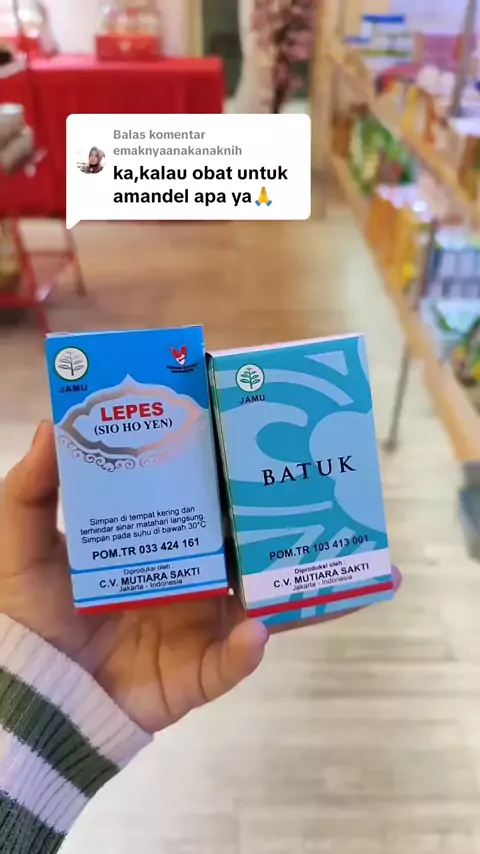 Balas komentar
emaknyaanakanaknih
ka,kalau obat untuk
amandel apa ya🙏
JAMU
LEPES
(SIO HO YEN)
Simpan di tempat kering dan
terhindar sinar matahari langsung.
Simpan pada suhu di bawah 30°C
POM.TR 033 424 161
Diproduksi oleh :
C.V. MUTIARA SAKTI
Jakarta - Indonesia
JAMU
BATUK
POM.TR 103 413 001
Diproduksi oleh :
C.V. MUTIARA SAKTI
Jakarta - Indonesia